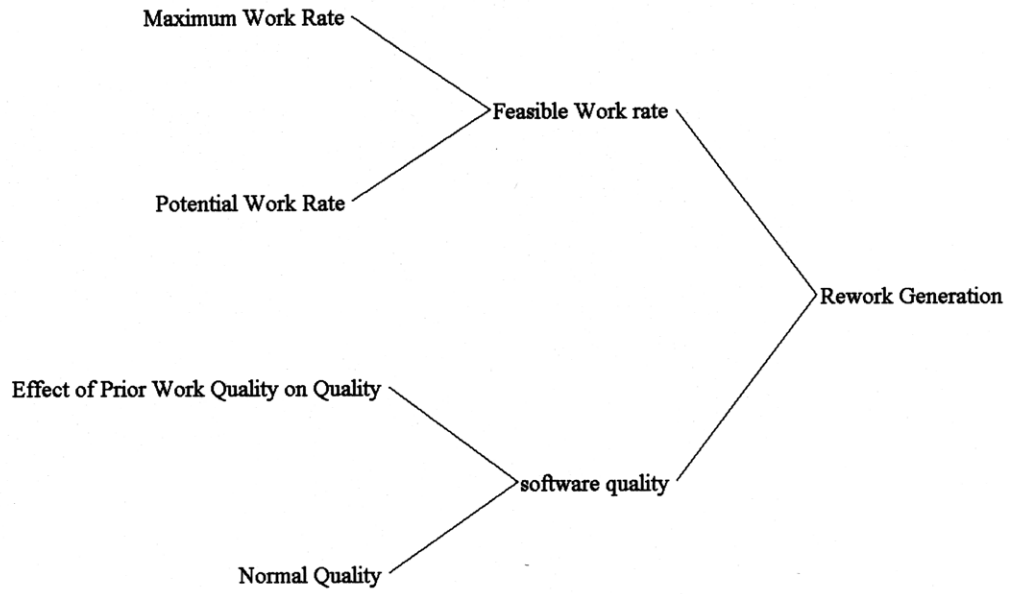 Maximum Work Rate
Feasible Work rate
Potential Work Rate
Rework Generation
Effect of Prior Work Quality on Quality
software quality
Normal Quality